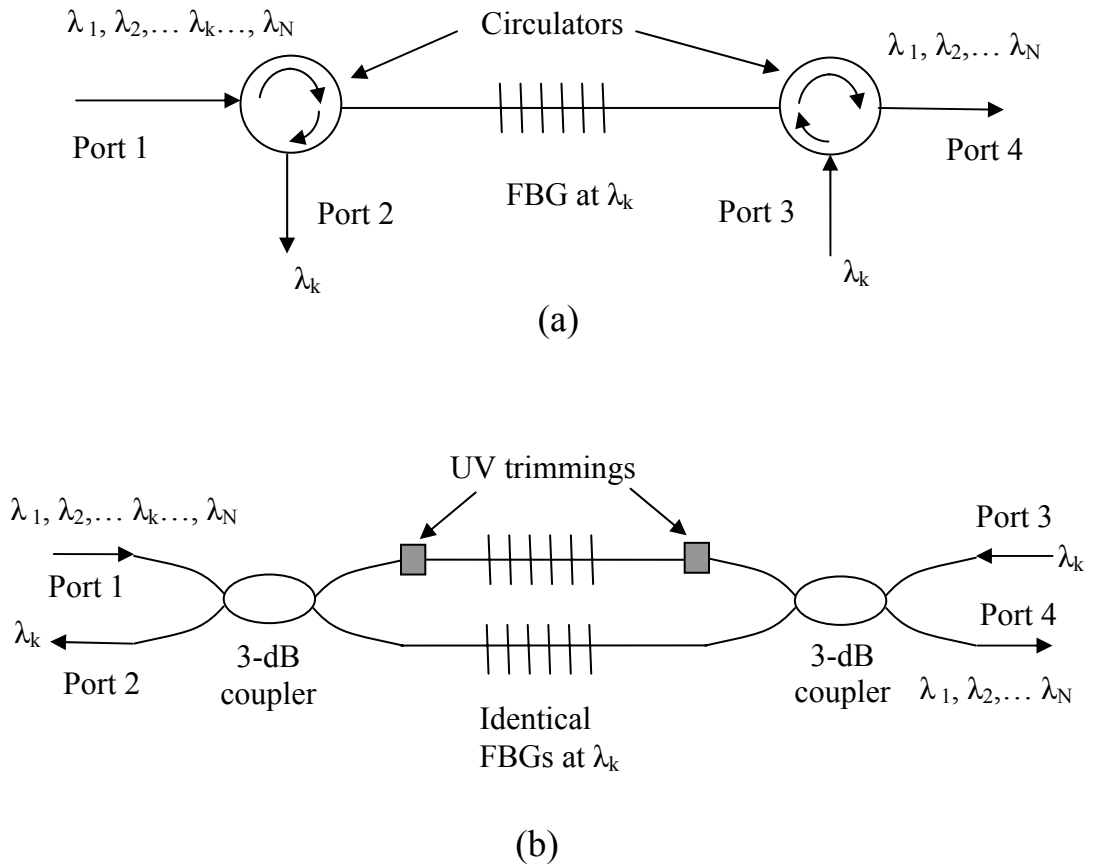 λ 1, λ2,... λk..., λN
Circulators
λ 1, λ2,... λN
Port 1
Port 2
FBG at λk
Port 3
Port 4
λk
λk
(a)
UV trimmings
λ 1, λ2,... λk..., λN
Port 3
Port 1
λk
λk
Port 4
Port 2
3-dB
coupler
3-dB
coupler
λ 1, λ2,... λN
Identical
FBGs at λk
(b)